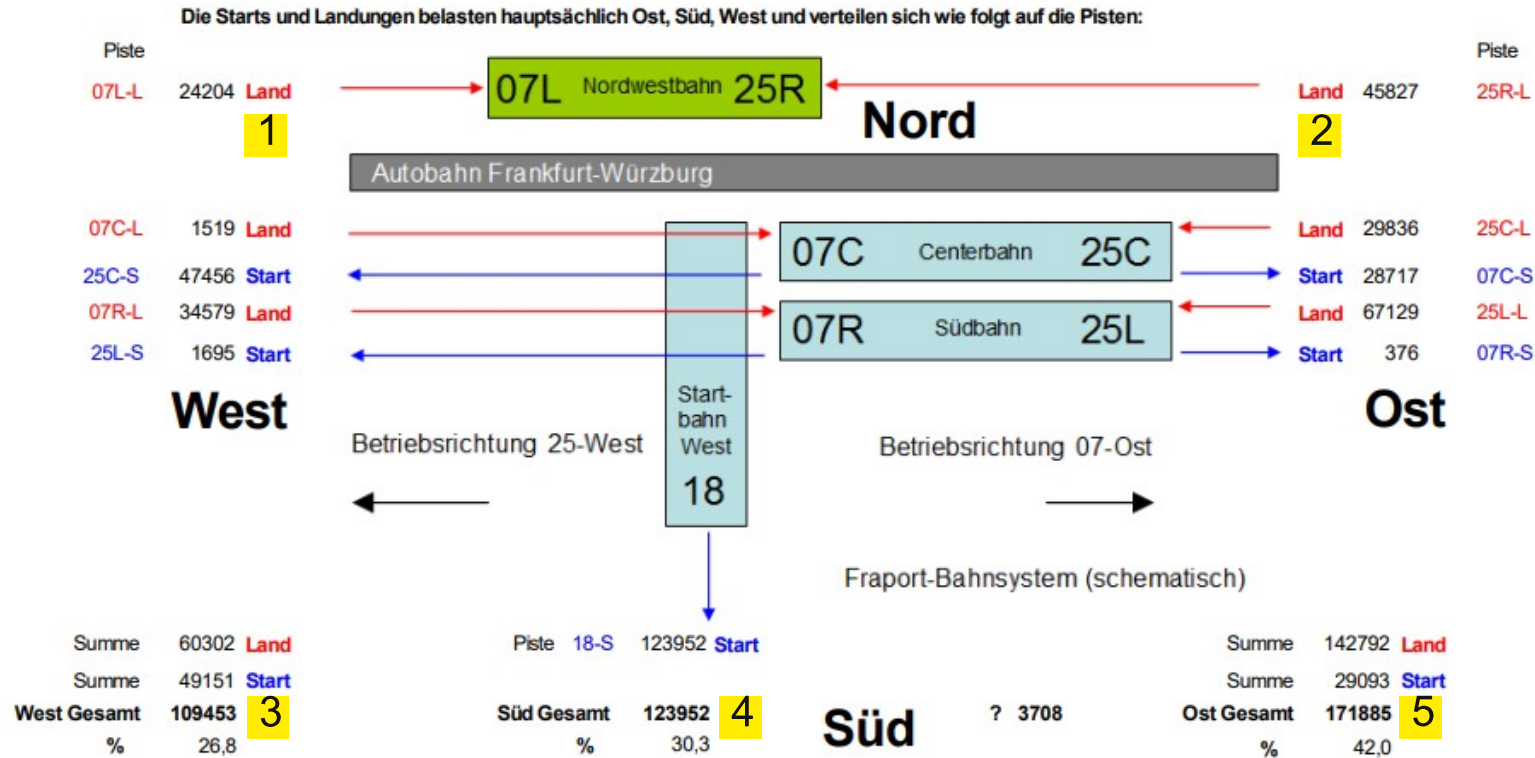 Die Starts und Landungen belasten hauptsächlich Ost, Süd, West und verteilen sich wie folgt auf die Pisten:
Piste Piste
07L-L 24204 Land 07L Nordwestbahn 25R Land 45827 25R-L
1 Nord 2
Autobahn Frankfurt-Würzburg
07C-L 1519 Land 07C Centerbahn 25C Land 29836 25C-L
25C-S 47456 Start Start 28717 07C-S
07R-L 34579 Land 07R Südbahn 25L Land 67129 25L-L
25L-S 1695 Start Start 376 07R-S
West Start- Ost
bahn
Betriebsrichtung 25-West West Betriebsrichtung 07-Ost
18
Fraport-Bahnsystem (schematisch)
Summe 60302 Land Piste 18-S 123952 Start Summe 142792 Land
Summe 49151 Start Summe 29093 Start
West Gesamt 109453 3 Süd Gesamt 123952 4 Süd ? 3708 Ost Gesamt 171885 5
% 26,8 % 30,3 % 42,0